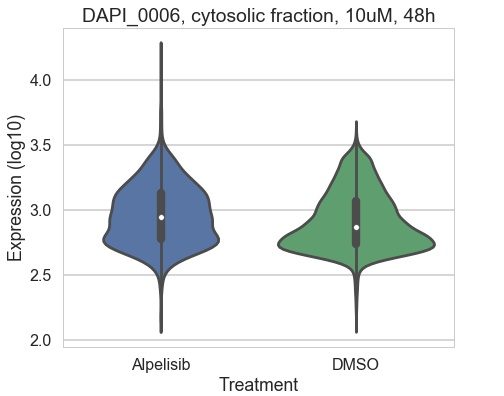 DAPI_0006, cytosolic fraction, 10uM, 48h
Expression (log10)
4.0
3.5
3.0
2.5
2.0
Alpelisib DMSO
Treatment